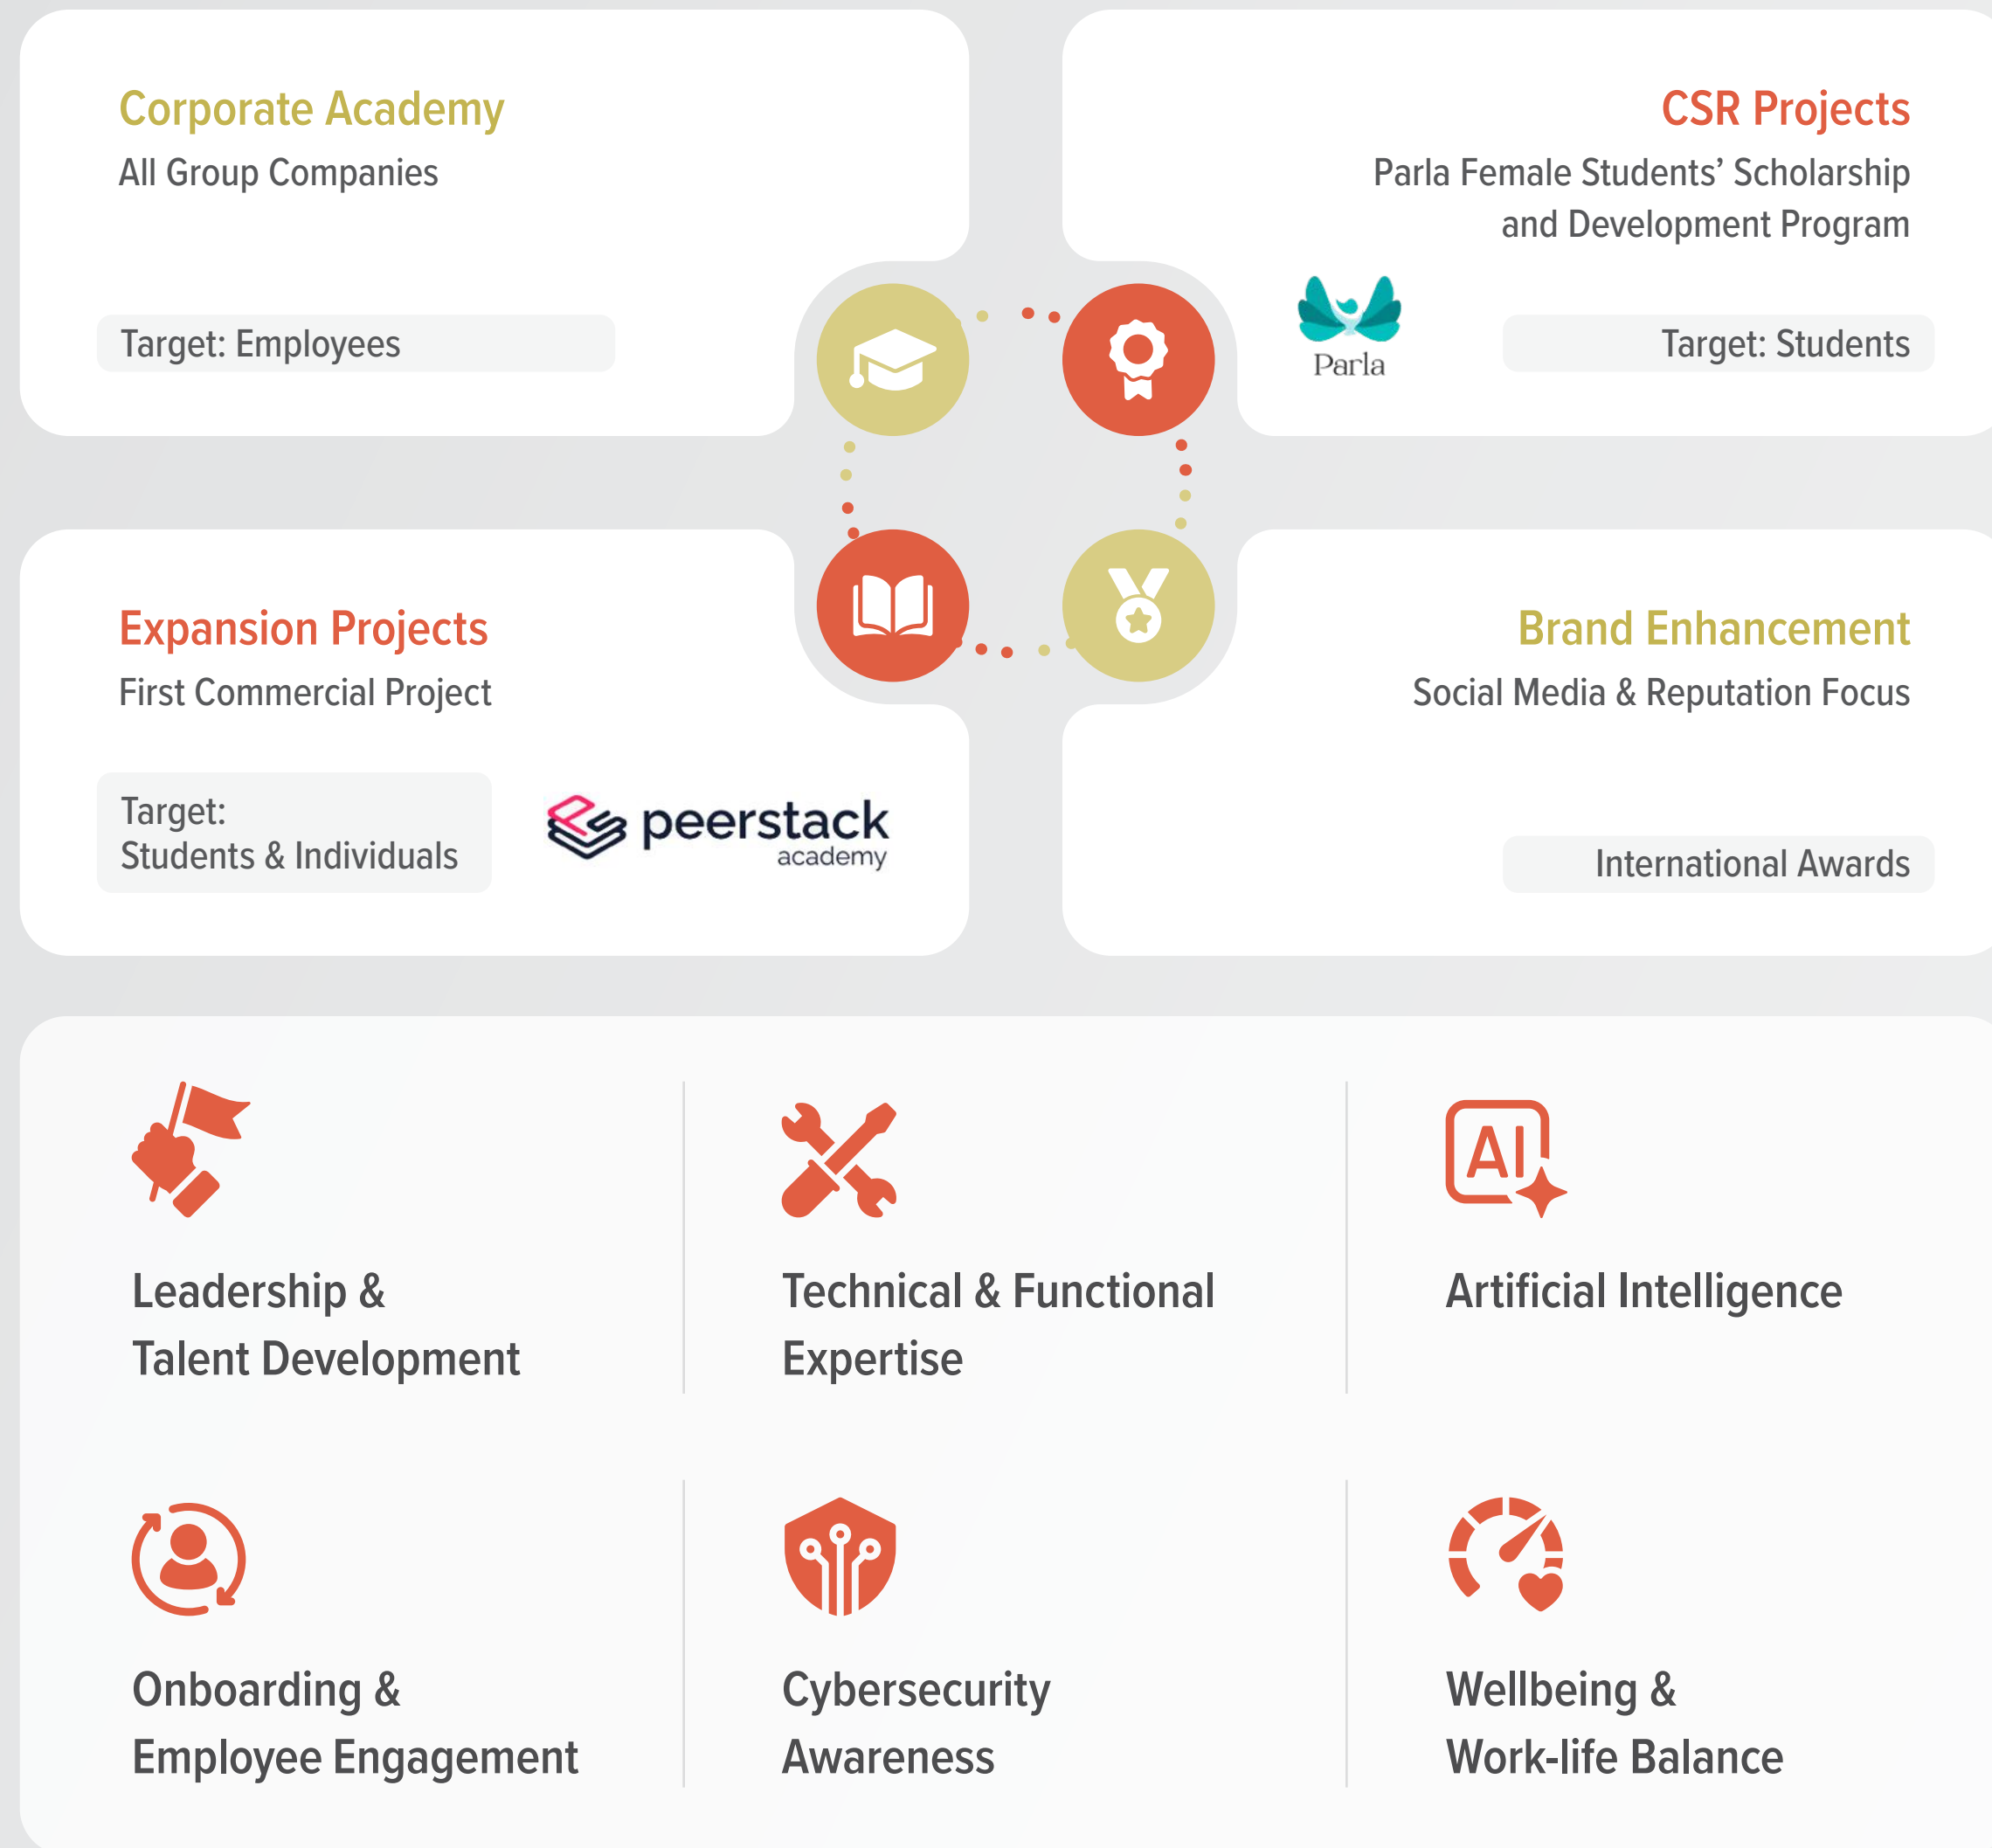 Corporate Academy
All Group Companies
Target: Employees
CSR Projects
Parla Female Students’ Scholarship
and Development Program
Parla
Target: Students
Expansion Projects
First Commercial Project
Target:
Students & Individuals
peerstack
academy
Brand Enhancement
Social Media & Reputation Focus
International Awards
Leadership &
Talent Development
Technical & Functional
Expertise
AI
Artificial Intelligence
Onboarding &
Employee Engagement
Cybersecurity
Awareness
Wellbeing &
Work-life Balance